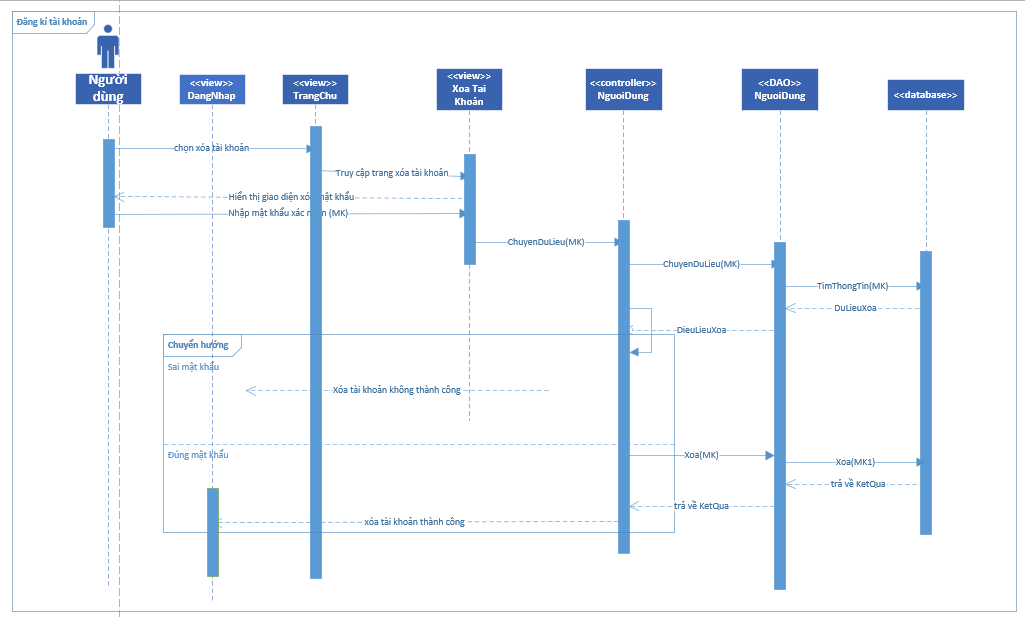 Đăng kí tài khoản
Người
dùng
<<view>>
DangNhap
<<view>>
TrangChu
<<view>>
Xoa Tai
Khoản
<<controller>>
NguoiDung
<<DAO>>
NguoiDung
<<database>>
chọn xóa tài khoản
Truy cập trang xóa tài khoản
Hiển thị giao diện xóa mật khẩu
Nhập mật khẩu xác nhận (MK)
ChuyenDuLieu(MK)
ChuyenDuLieu(MK)
TimThongTin(MK)
DuLieuXoa
DieuLieuXoa
Chuyển hướng
Sai mật khẩu
Xóa tài khoản không thành công
Đúng mật khẩu
Xoa(MK)
Xoa(MK1)
trả về KetQua
trả về KetQua
xóa tài khoản thành công